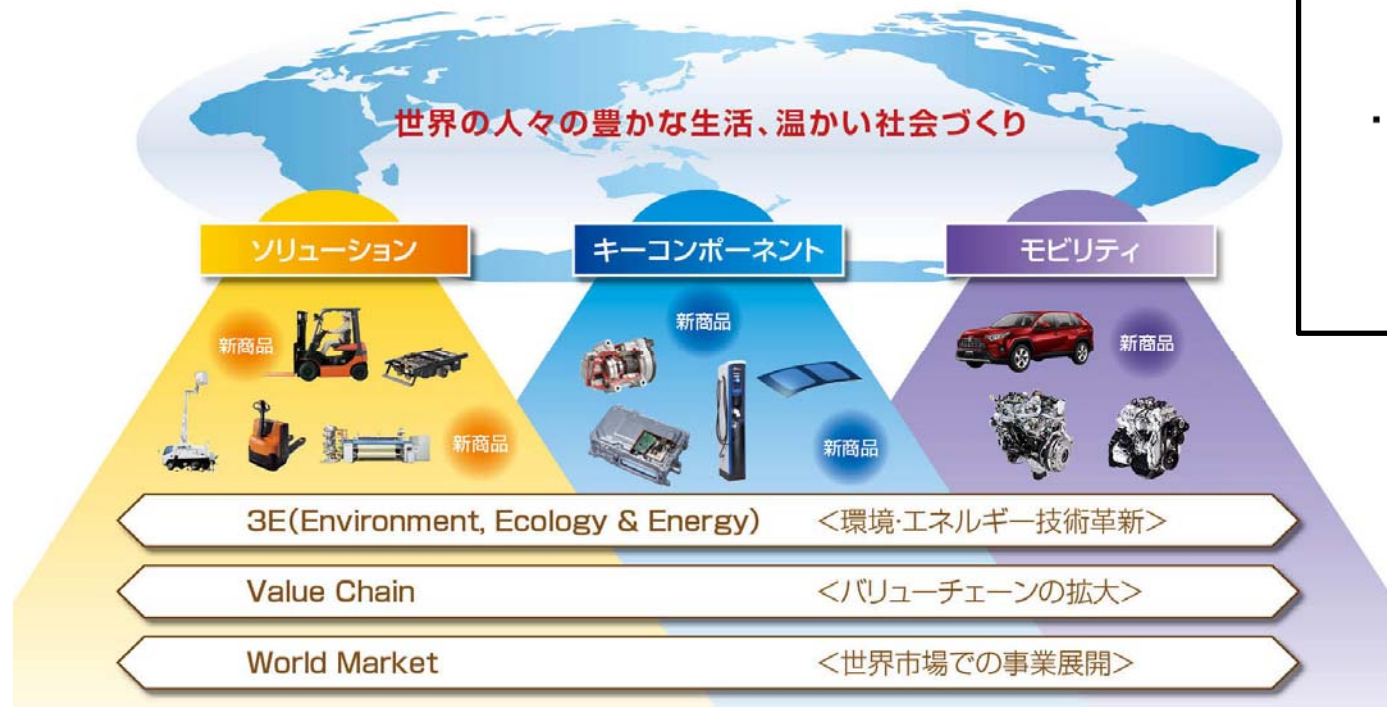 世界の人々の豊かな生活、温かい社会づくり
ソリューション
キーコンポーネント
モビリティ
新商品
新商品
新商品
新商品
新商品
3E(Environment, Ecology & Energy) <環境・エネルギー技術革新>
Value Chain <バリューチェーンの拡大>
World Market <世界市場での事業展開>